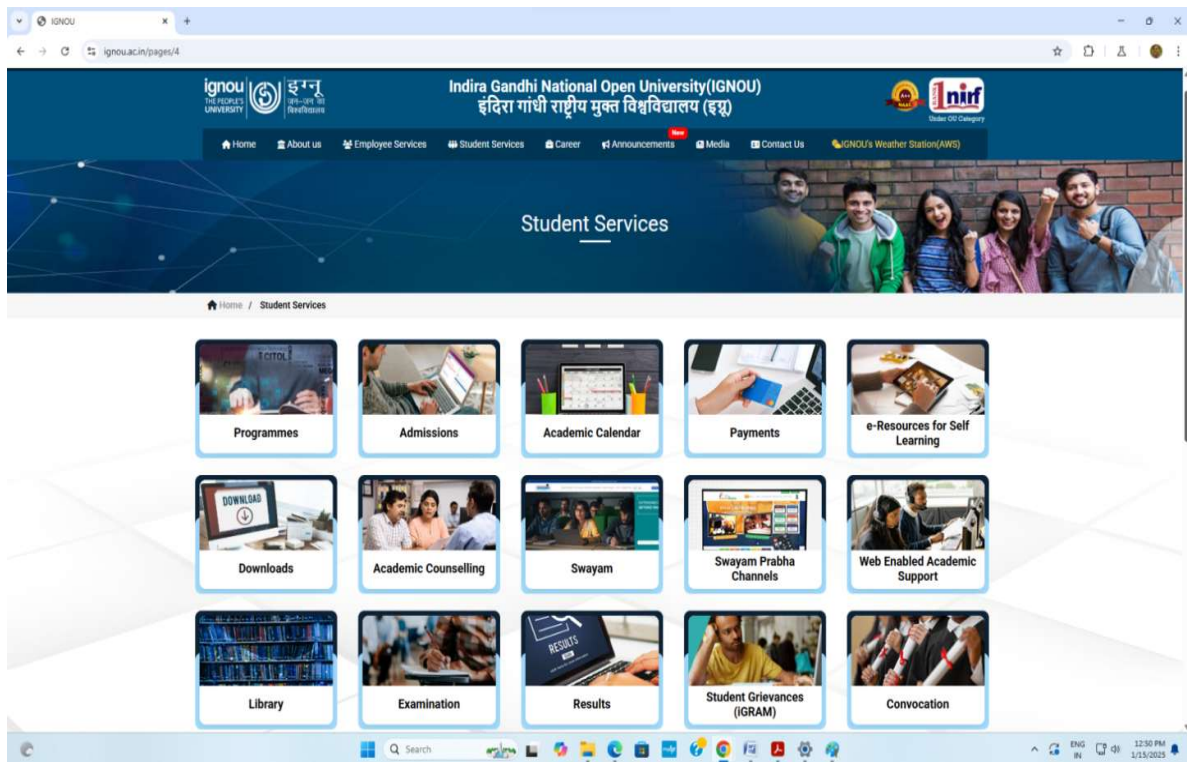 IGNOU
ignou.ac.in/pages/4
ignou
THE PEOPLE'S
UNIVERSITY
इग्नू
जन-जन का
विश्वविद्यालय
Indira Gandhi National Open University(IGNOU)
इंदिरा गांधी राष्ट्रीय मुक्त विश्वविद्यालय (इग्नू)
NAAC
nirf
Under OU Category
New
Home About us Employee Services Student Services Career Announcements Media Contact Us IGNOU's Weather Station(AWS)
Student Services
Home / Student Services
Programmes
Admissions
Academic Calendar
Payments
e-Resources for Self
Learning
DOWNLOAD
Downloads
Academic Counselling
Swayam
Swayam Prabha
Channels
Web Enabled Academic
Support
Library
Examination
RESULTS
Results
Student Grievances
(iGRAM)
Convocation
Search
ENG
IN
12:50 PM
1/15/2025